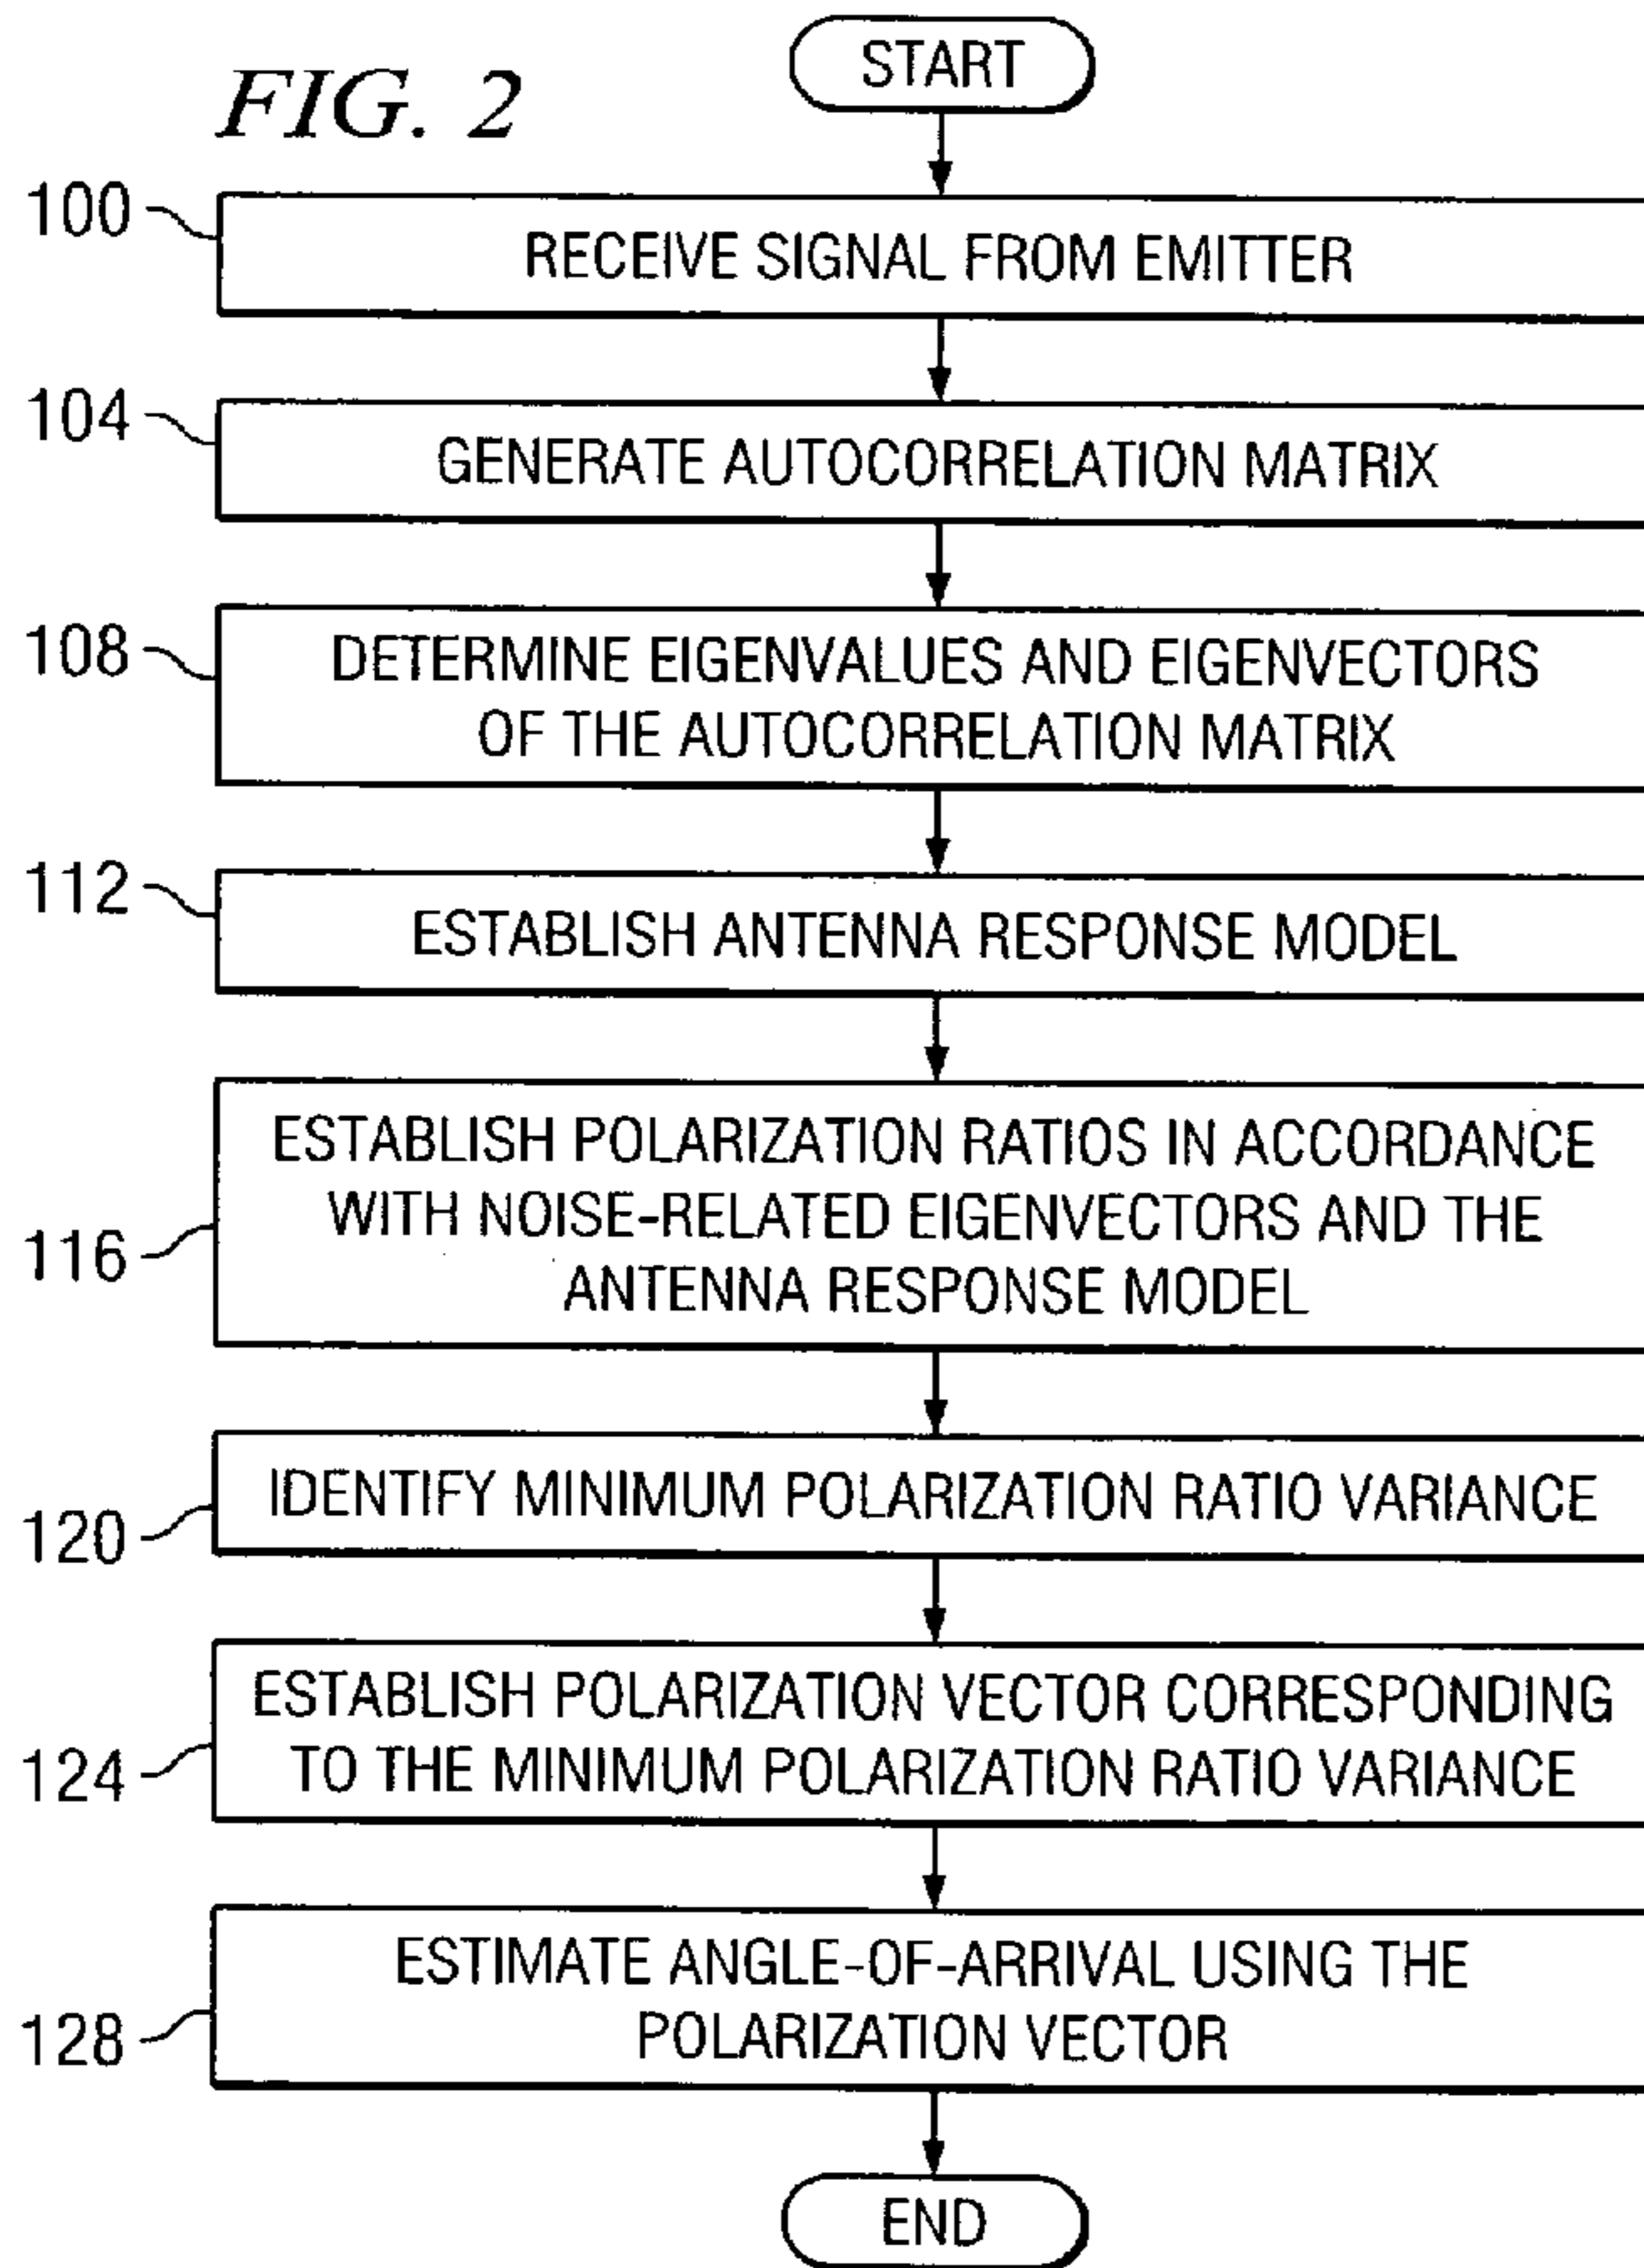 FIG. 2
START
100
RECEIVE SIGNAL FROM EMITTER
104
GENERATE AUTOCORRELATION MATRIX
108
DETERMINE EIGENVALUES AND EIGENVECTORS
OF THE AUTOCORRELATION MATRIX
112
ESTABLISH ANTENNA RESPONSE MODEL
116
ESTABLISH POLARIZATION RATIOS IN ACCORDANCE
WITH NOISE-RELATED EIGENVECTORS AND THE
ANTENNA RESPONSE MODEL
120
IDENTIFY MINIMUM POLARIZATION RATIO VARIANCE
124
ESTABLISH POLARIZATION VECTOR CORRESPONDING
TO THE MINIMUM POLARIZATION RATIO VARIANCE
128
ESTIMATE ANGLE-OF-ARRIVAL USING THE
POLARIZATION VECTOR
END